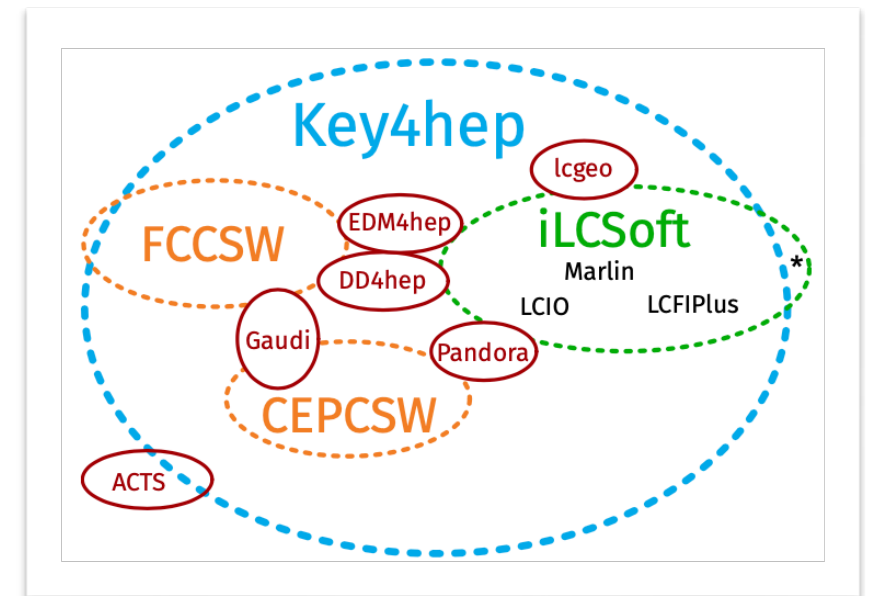 Key4hep
lcgeo
EDM4hep
iLCSoft
FCCSW
*
Marlin
DD4hep
LCIO
LCFIPlus
Gaudi
Pandora
CEPCSW
ACTS